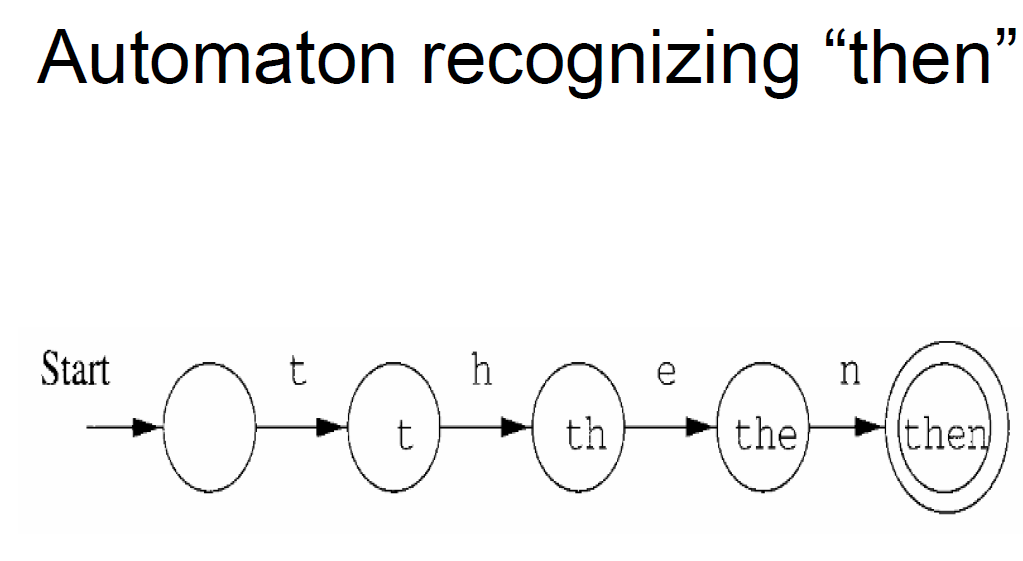 Automaton recognizing “then”
Start t h e n
t th the then